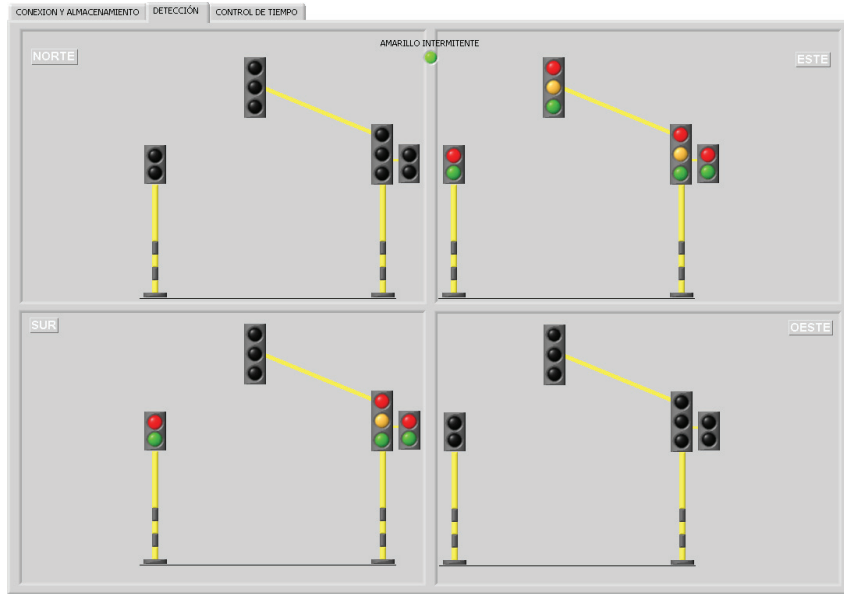 CONEXION Y ALMACENAMIENTO
DETECCIÓN
CONTROL DE TIEMPO
AMARILLO INTERMITENTE
NORTE
ESTE
SUR
OESTE